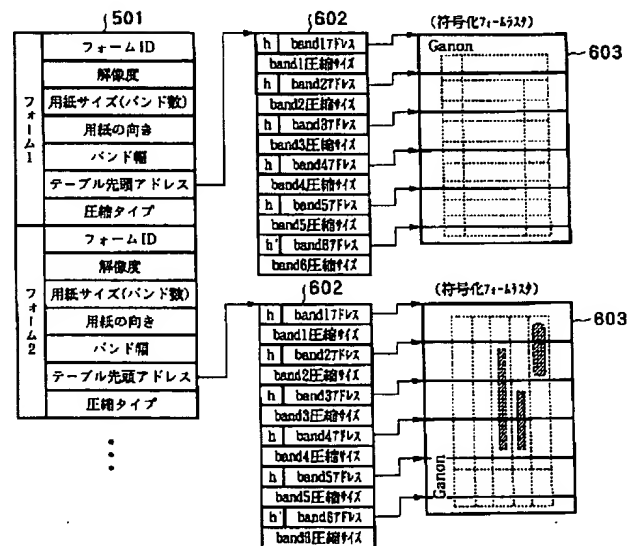 501
フォーム1
フォームID
解像度
用紙サイズ(バンド数)
用紙の向き
バンド幅
テーブル先頭アドレス
圧縮タイプ
フォーム2
フォームID
解像度
用紙サイズ(バンド数)
用紙の向き
バンド幅
テーブル先頭アドレス
圧縮タイプ
602
h band1アドレス
band1圧縮サイズ
h band2アドレス
band2圧縮サイズ
h band3アドレス
band3圧縮サイズ
h band4アドレス
band4圧縮サイズ
h band5アドレス
band5圧縮サイズ
h' band6アドレス
band6圧縮サイズ
(符号化フォームラスタ)
603
Ganon
602
h band1アドレス
band1圧縮サイズ
h band2アドレス
band2圧縮サイズ
h band3アドレス
band3圧縮サイズ
h band4アドレス
band4圧縮サイズ
h band5アドレス
band5圧縮サイズ
h' band6アドレス
band6圧縮サイズ
(符号化フォームラスタ)
603
Ganon